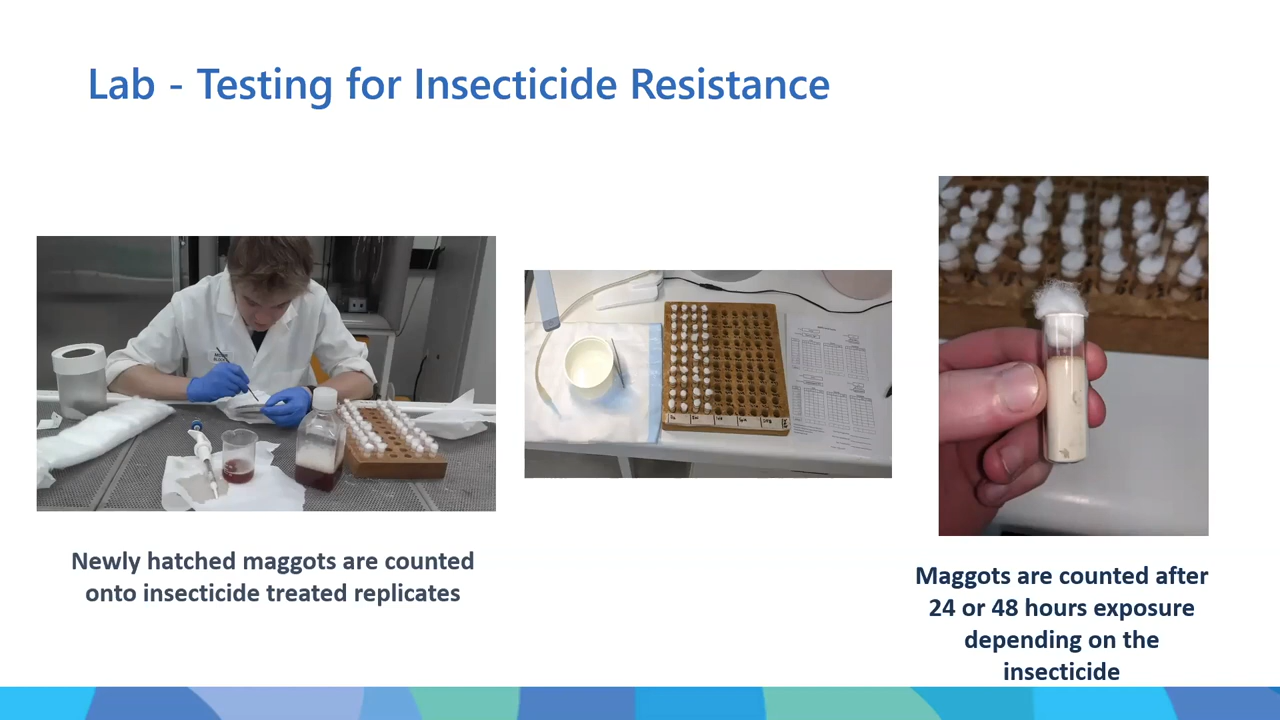 Lab - Testing for Insecticide Resistance
Newly hatched maggots are counted
onto insecticide treated replicates
Maggots are counted after
24 or 48 hours exposure
depending on the
insecticide